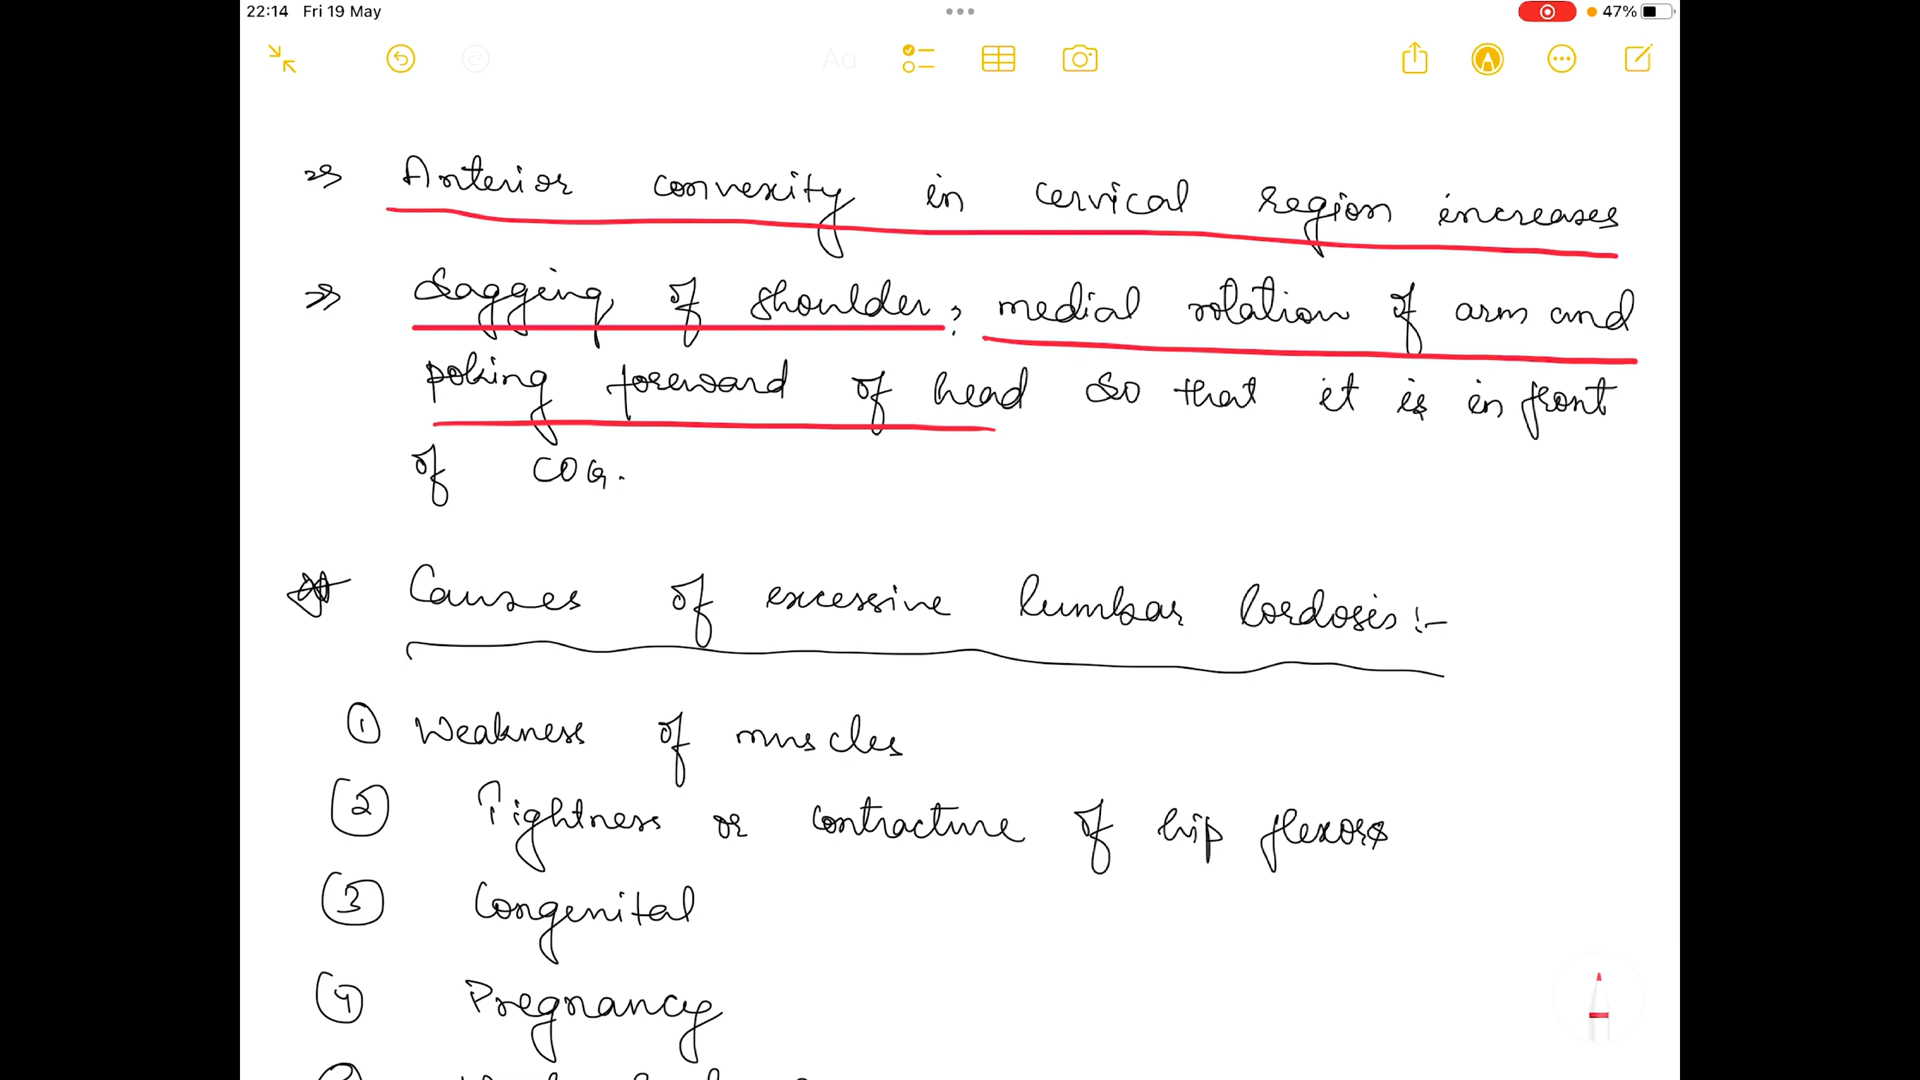 22:14 Fri 19 May
47%
Aa
⇒ Anterior convexity in cervical region increases
⇒ Sagging of shoulder, medial rotation of arm and
poking foreward of head so that it is in front
of COG.
Causes of excessive lumbar lordosis :-
① Weakness of muscles
② Tightness or contracture of hip flexors
③ Congenital
④ Pregnancy